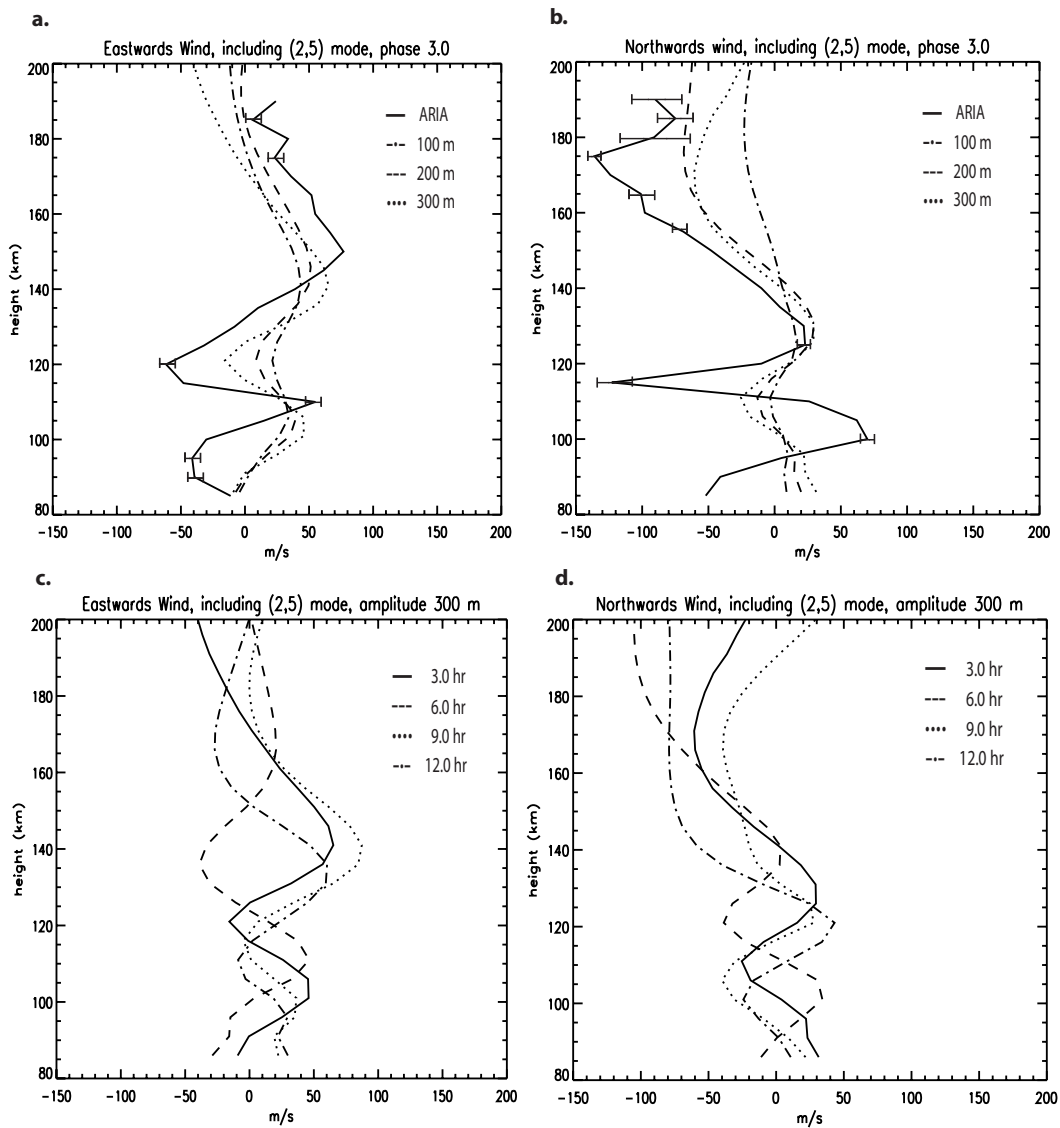 a.
Eastwards Wind, including (2,5) mode, phase 3.0
200
180
160
140
120
100
80
height (km)
ARIA
100 m
200 m
300 m
-150 -100 -50 0 50 100 150 200
m/s
b.
Northwards wind, including (2,5) mode, phase 3.0
200
180
160
140
120
100
80
height (km)
ARIA
100 m
200 m
300 m
-150 -100 -50 0 50 100 150 200
m/s
c.
Eastwards Wind, including (2,5) mode, amplitude 300 m
200
180
160
140
120
100
80
height (km)
3.0 hr
6.0 hr
9.0 hr
12.0 hr
-150 -100 -50 0 50 100 150 200
m/s
d.
Northwards Wind, including (2,5) mode, amplitude 300 m
200
180
160
140
120
100
80
height (km)
3.0 hr
6.0 hr
9.0 hr
12.0 hr
-150 -100 -50 0 50 100 150 200
m/s